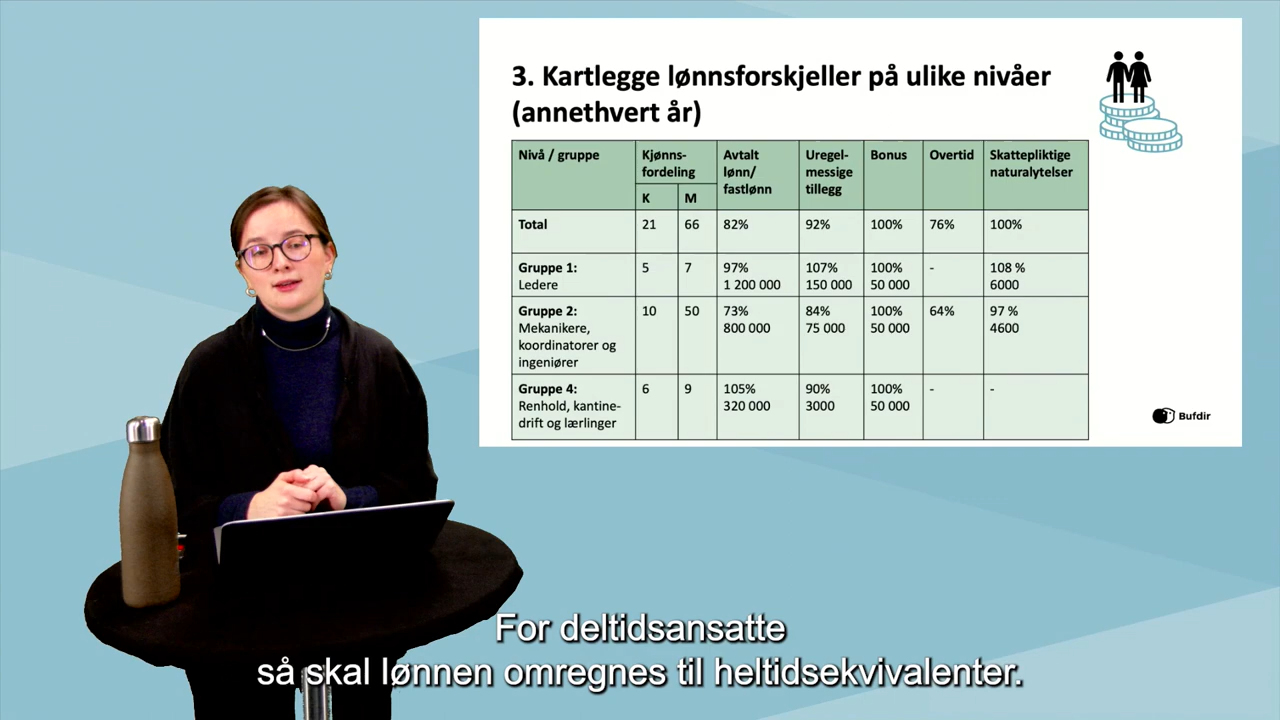 3. Kartlegge lønnsforskjeller på ulike nivåer
(annethvert år)
Nivå / gruppe
Kjønns-
fordeling
K
M
Avtalt
lønn/
fastlønn
Uregel-
messige
tillegg
Bonus
Overtid
Skattepliktige
naturalytelser
Total
21
66
82%
92%
100%
76%
100%
Gruppe 1:
Ledere
5
7
97%
1 200 000
107%
150 000
100%
50 000
-
108 %
6000
Gruppe 2:
Mekanikere,
koordinatorer og
ingeniører
10
50
73%
800 000
84%
75 000
100%
50 000
64%
97 %
4600
Gruppe 4:
Renhold, kantine-
drift og lærlinger
6
9
105%
320 000
90%
3000
100%
50 000
-
-
Bufdir
For deltidsansatte
så skal lønnen omregnes til heltidsekvivalenter.